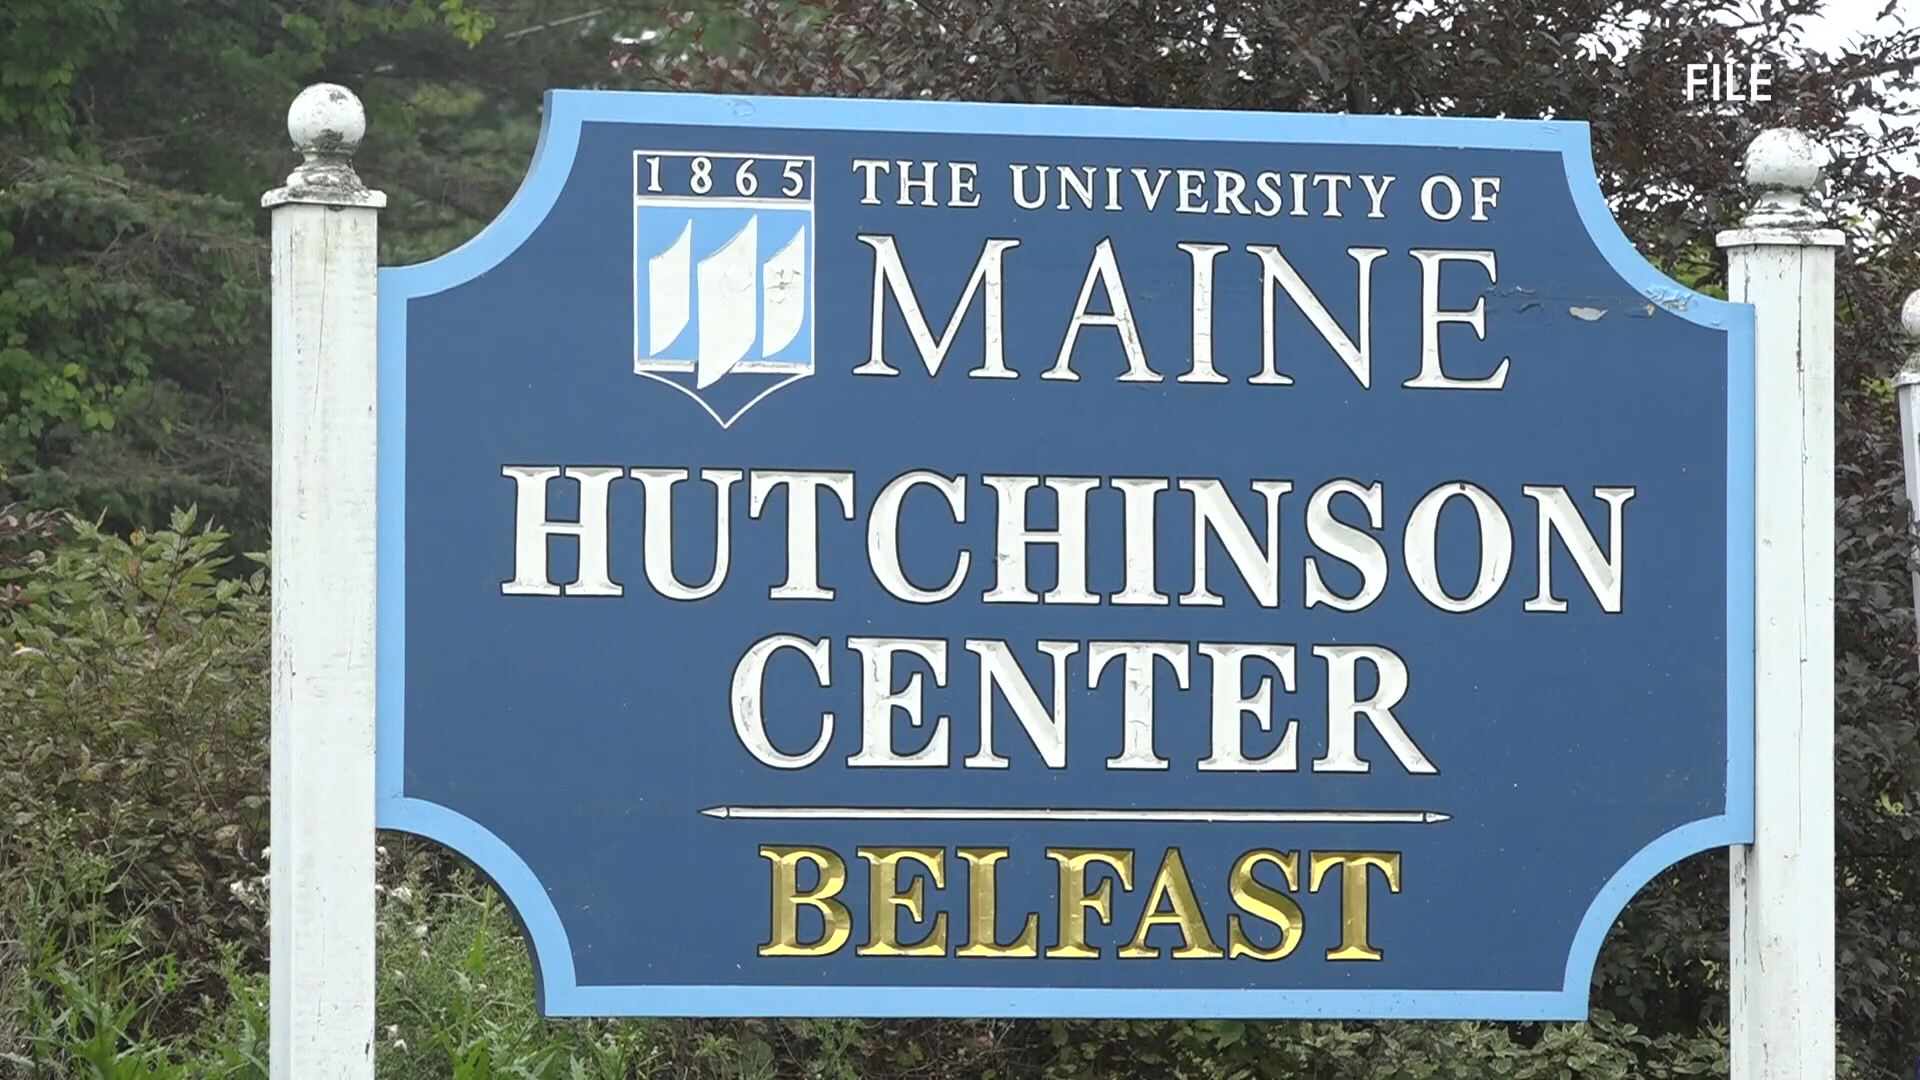 FILE
1865
THE UNIVERSITY OF
MAINE
HUTCHINSON
CENTER
BELFAST